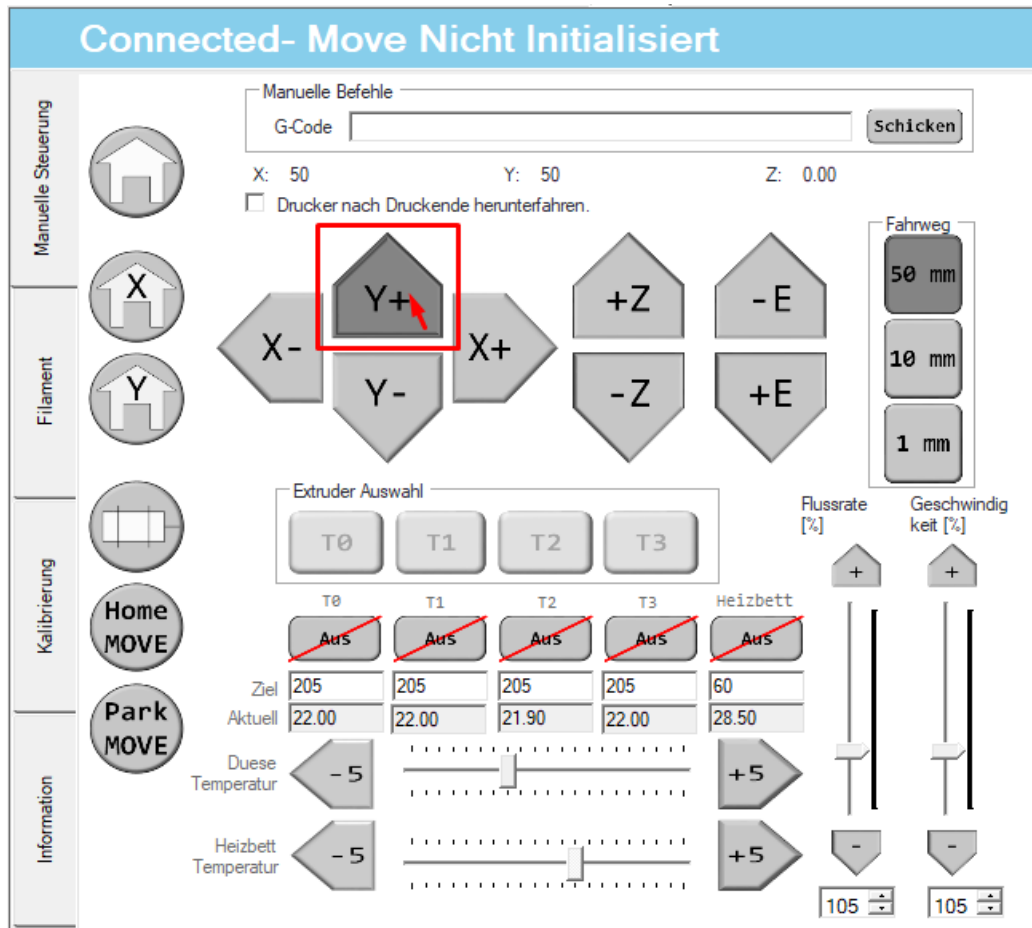 Connected- Move Nicht Initialisiert
Manuelle Steuerung
Filament
Kalibrierung
Information
Manuelle Befehle
G-Code
Schicken
X: 50 Y: 50 Z: 0.00
Drucker nach Druckende herunterfahren.
X
Y
Home
MOVE
Park
MOVE
Y+
X-
X+
Y-
+Z
-Z
-E
+E
Fahrweg
50 mm
10 mm
1 mm
Extruder Auswahl
T0 T1 T2 T3
T0 T1 T2 T3 Heizbett
Aus Aus Aus Aus Aus
Ziel 205 205 205 205 60
Aktuell 22.00 22.00 21.90 22.00 28.50
Duese
Temperatur
-5 +5
Heizbett
Temperatur
-5 +5
Flussrate
[%]
+
-
105
Geschwindig
keit [%]
+
-
105